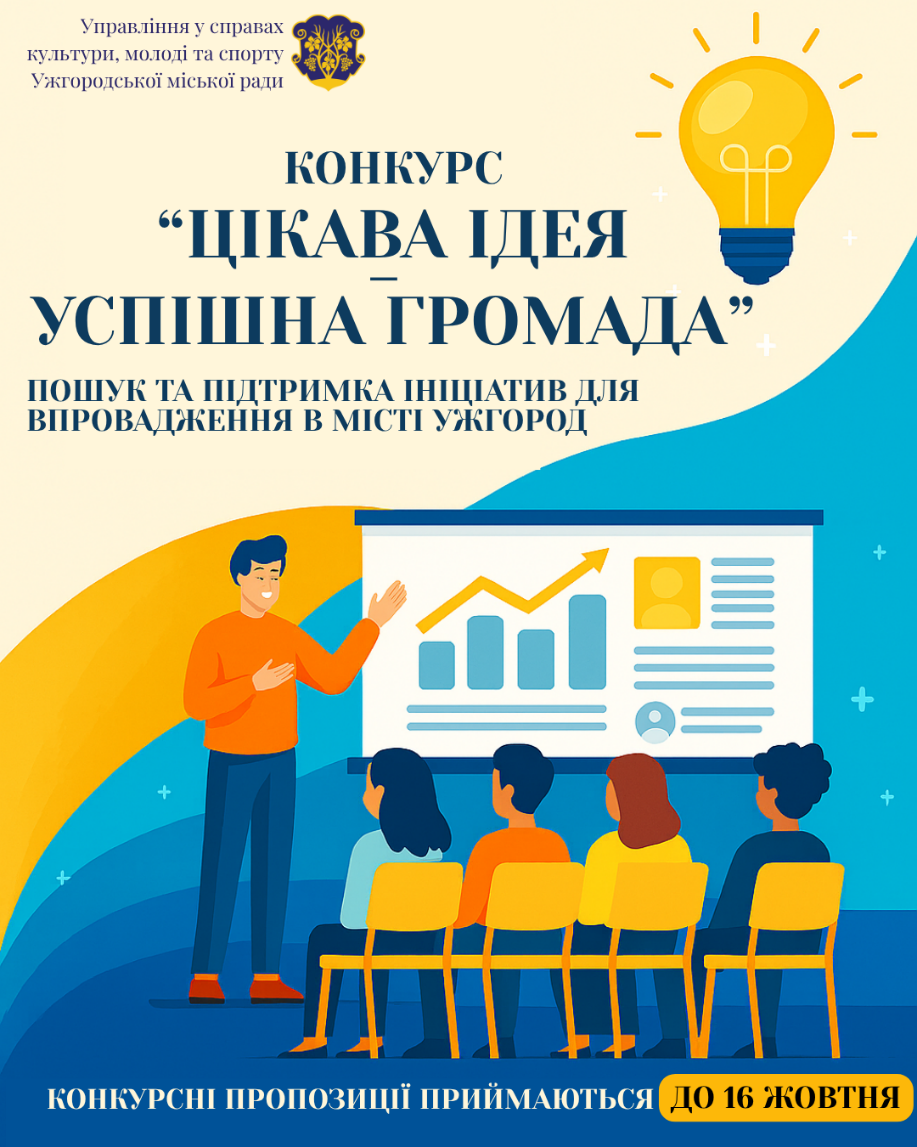 Управління у справах
культури, молоді та спорту
Ужгородської міської ради
КОНКУРС
“ЦІКАВА ІДЕЯ
–
УСПІШНА ГРОМАДА”
ПОШУК ТА ПІДТРИМКА ІНІЦІАТИВ ДЛЯ
ВПРОВАДЖЕННЯ В МІСТІ УЖГОРОД
КОНКУРСНІ ПРОПОЗИЦІЇ ПРИЙМАЮТЬСЯ ДО 16 ЖОВТНЯ